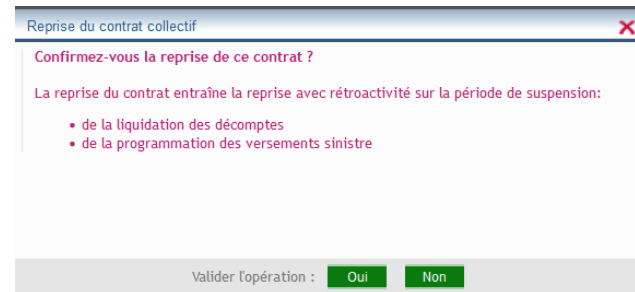 Reprise du contrat collectif
Confirmez-vous la reprise de ce contrat ?
La reprise du contrat entraîne la reprise avec rétroactivité sur la période de suspension:
• de la liquidation des décomptes
• de la programmation des versements sinistre
Valider l'opération : Oui Non